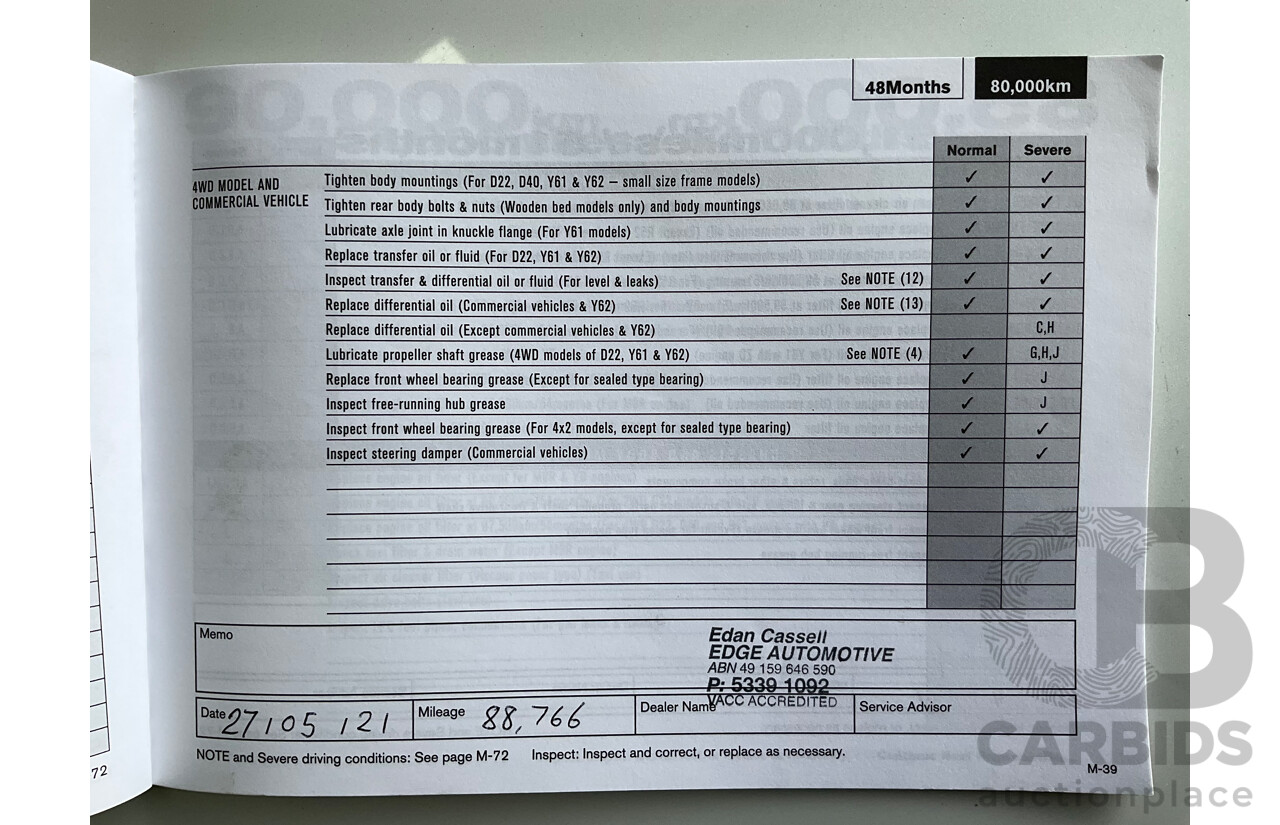 48Months 80,000km
Normal Severe
4WD MODEL AND
COMMERCIAL VEHICLE
Tighten body mountings (For D22, D40, Y61 & Y62 – small size frame models) ✓ ✓
Tighten rear body bolts & nuts (Wooden bed models only) and body mountings ✓ ✓
Lubricate axle joint in knuckle flange (For Y61 models) ✓ ✓
Replace transfer oil or fluid (For D22, Y61 & Y62) ✓ ✓
Inspect transfer & differential oil or fluid (For level & leaks) See NOTE (12) ✓ ✓
Replace differential oil (Commercial vehicles & Y62) See NOTE (13) ✓ ✓
Replace differential oil (Except commercial vehicles & Y62) C,H
Lubricate propeller shaft grease (4WD models of D22, Y61 & Y62) See NOTE (4) ✓ G,H,J
Replace front wheel bearing grease (Except for sealed type bearing) ✓ J
Inspect free-running hub grease ✓ J
Inspect front wheel bearing grease (For 4x2 models, except for sealed type bearing) ✓ ✓
Inspect steering damper (Commercial vehicles) ✓ ✓
Memo
Edan Cassell
EDGE AUTOMOTIVE
ABN 49 159 646 590
P: 5339 1092
VACC ACCREDITED
Date 27/05/21 Mileage 88,766 Dealer Name Service Advisor
NOTE and Severe driving conditions: See page M-72 Inspect: Inspect and correct, or replace as necessary.
M-39
72
CB
CARBIDS
auctionplace